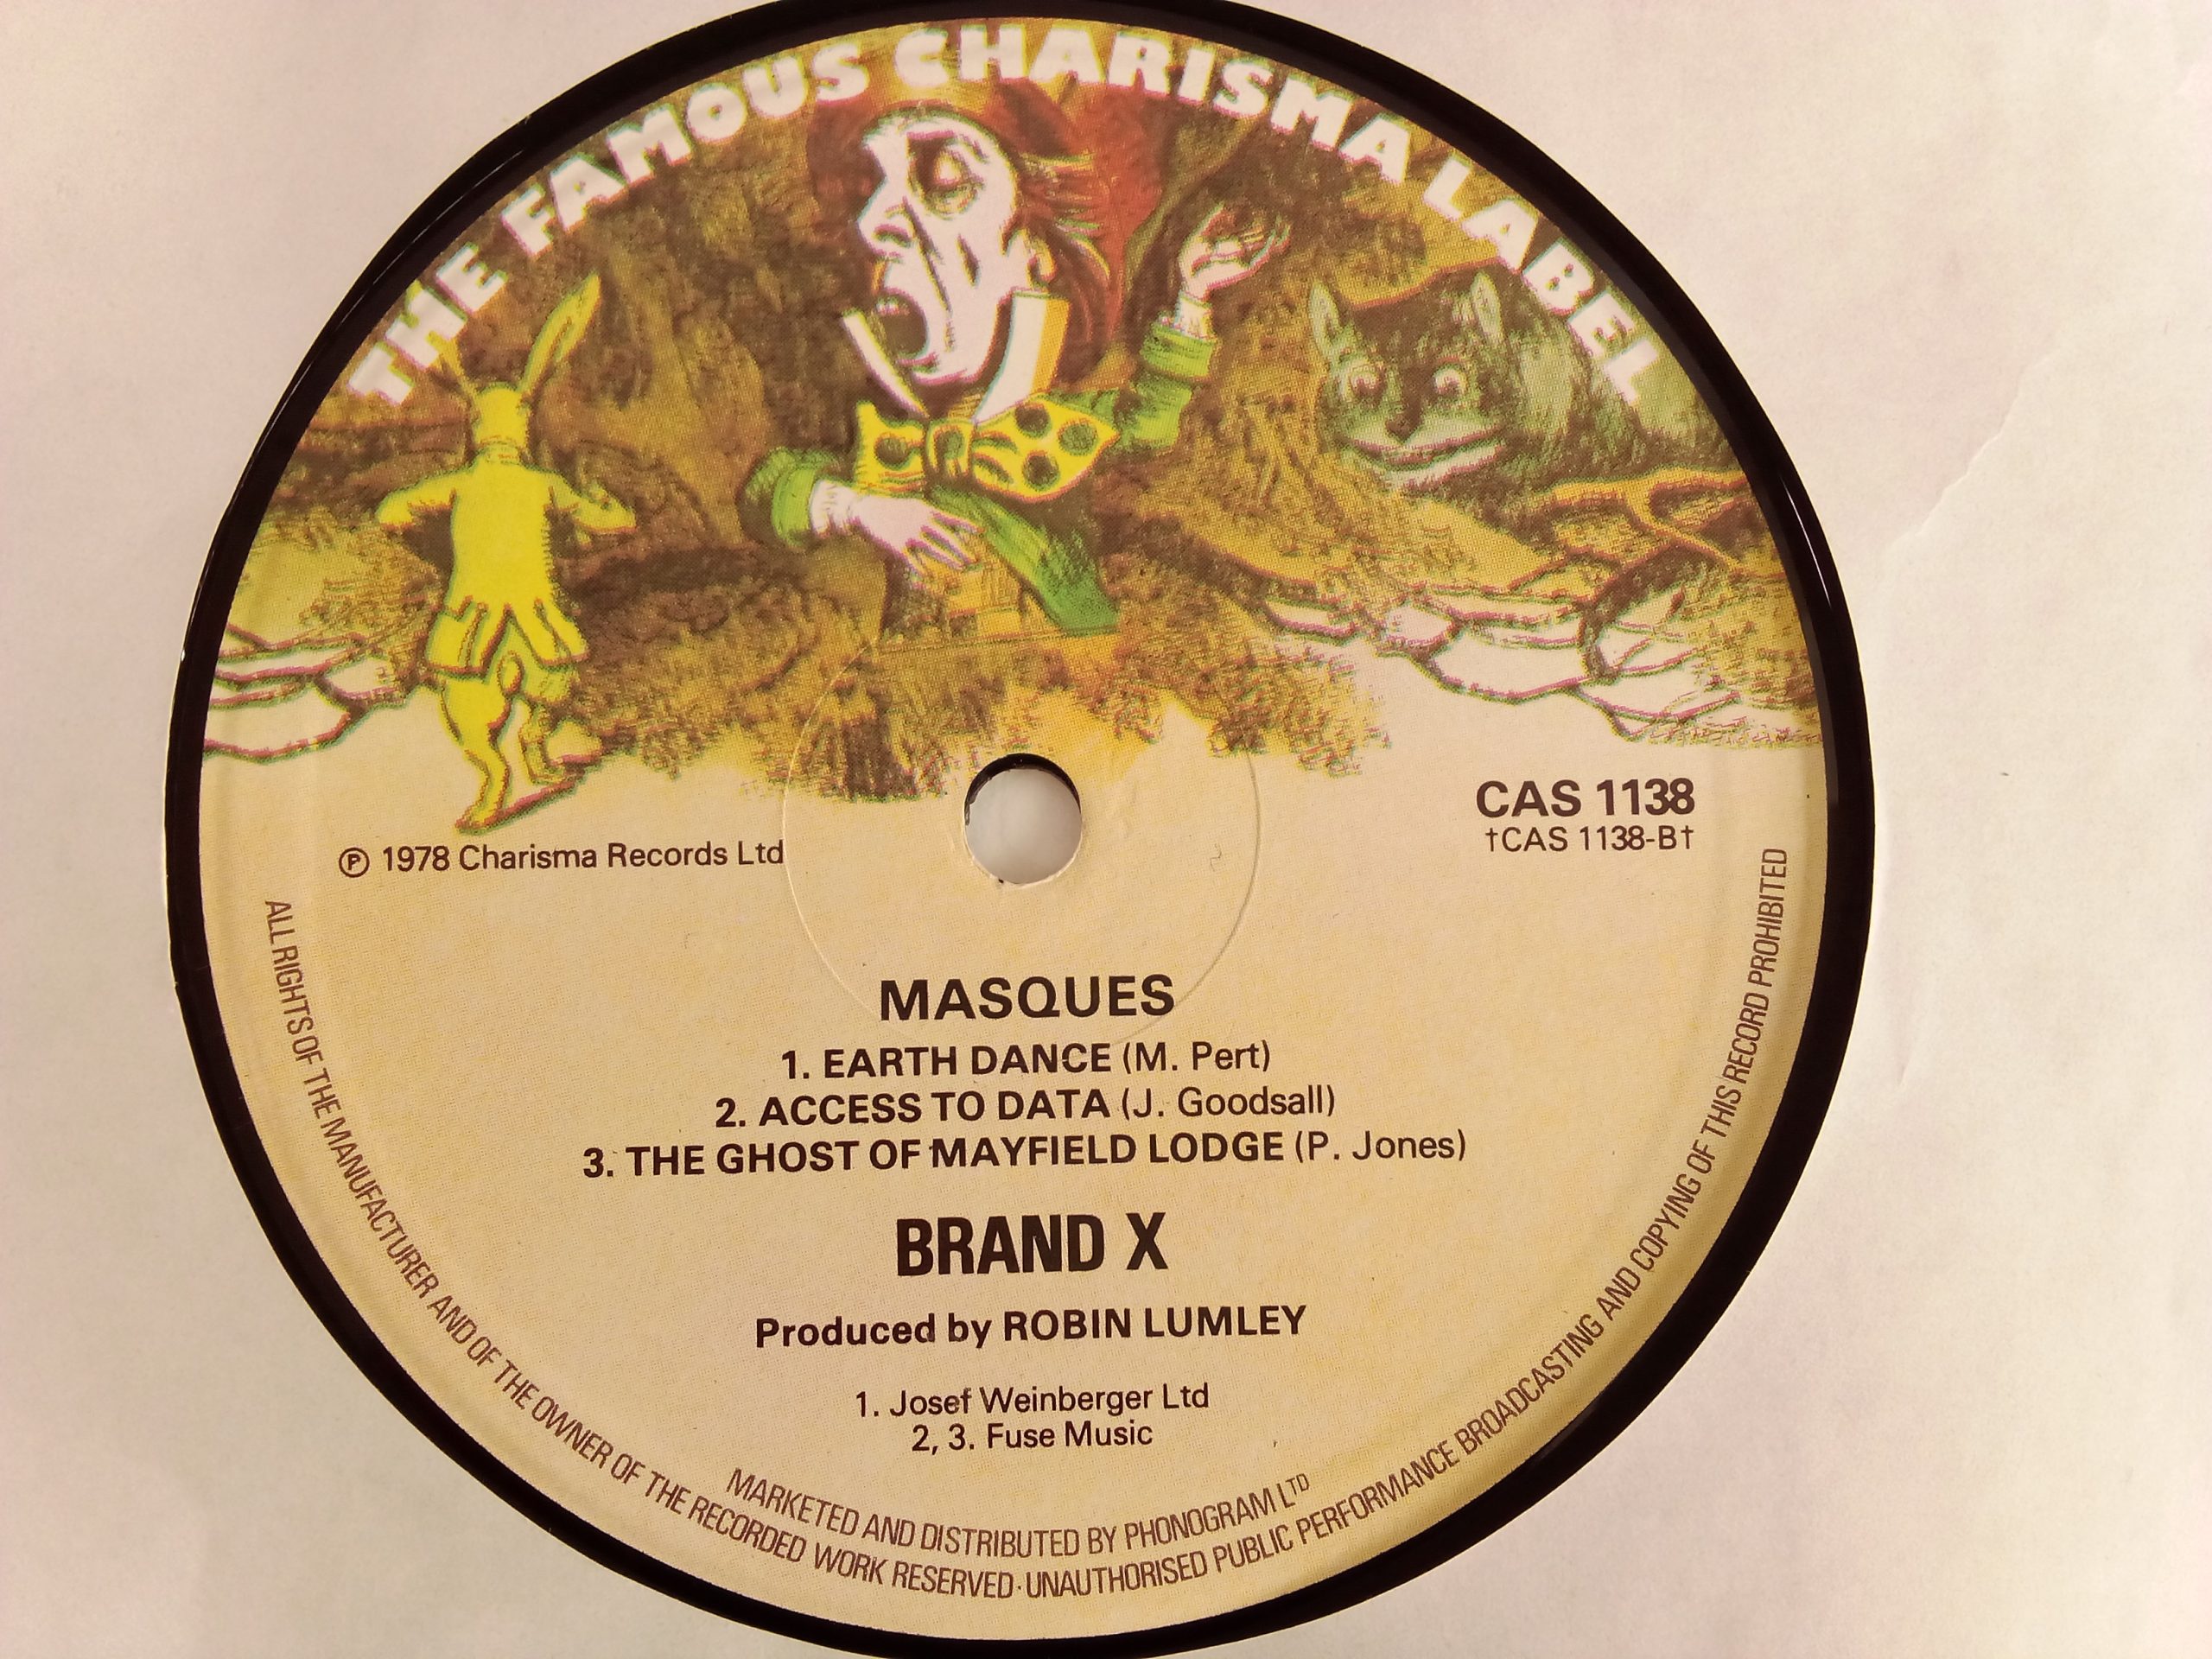 THE FAMOUS CHARISMA LABEL
CAS 1138
†CAS 1138-B†
℗ 1978 Charisma Records Ltd
MASQUES
1. EARTH DANCE (M. Pert)
2. ACCESS TO DATA (J. Goodsall)
3. THE GHOST OF MAYFIELD LODGE (P. Jones)
BRAND X
Produced by ROBIN LUMLEY
1. Josef Weinberger Ltd
2, 3. Fuse Music
MARKETED AND DISTRIBUTED BY PHONOGRAM LTD
ALL RIGHTS OF THE MANUFACTURER AND OF THE OWNER OF THE RECORDED WORK RESERVED·UNAUTHORISED PUBLIC PERFORMANCE BROADCASTING AND COPYING OF THIS RECORD PROHIBITED